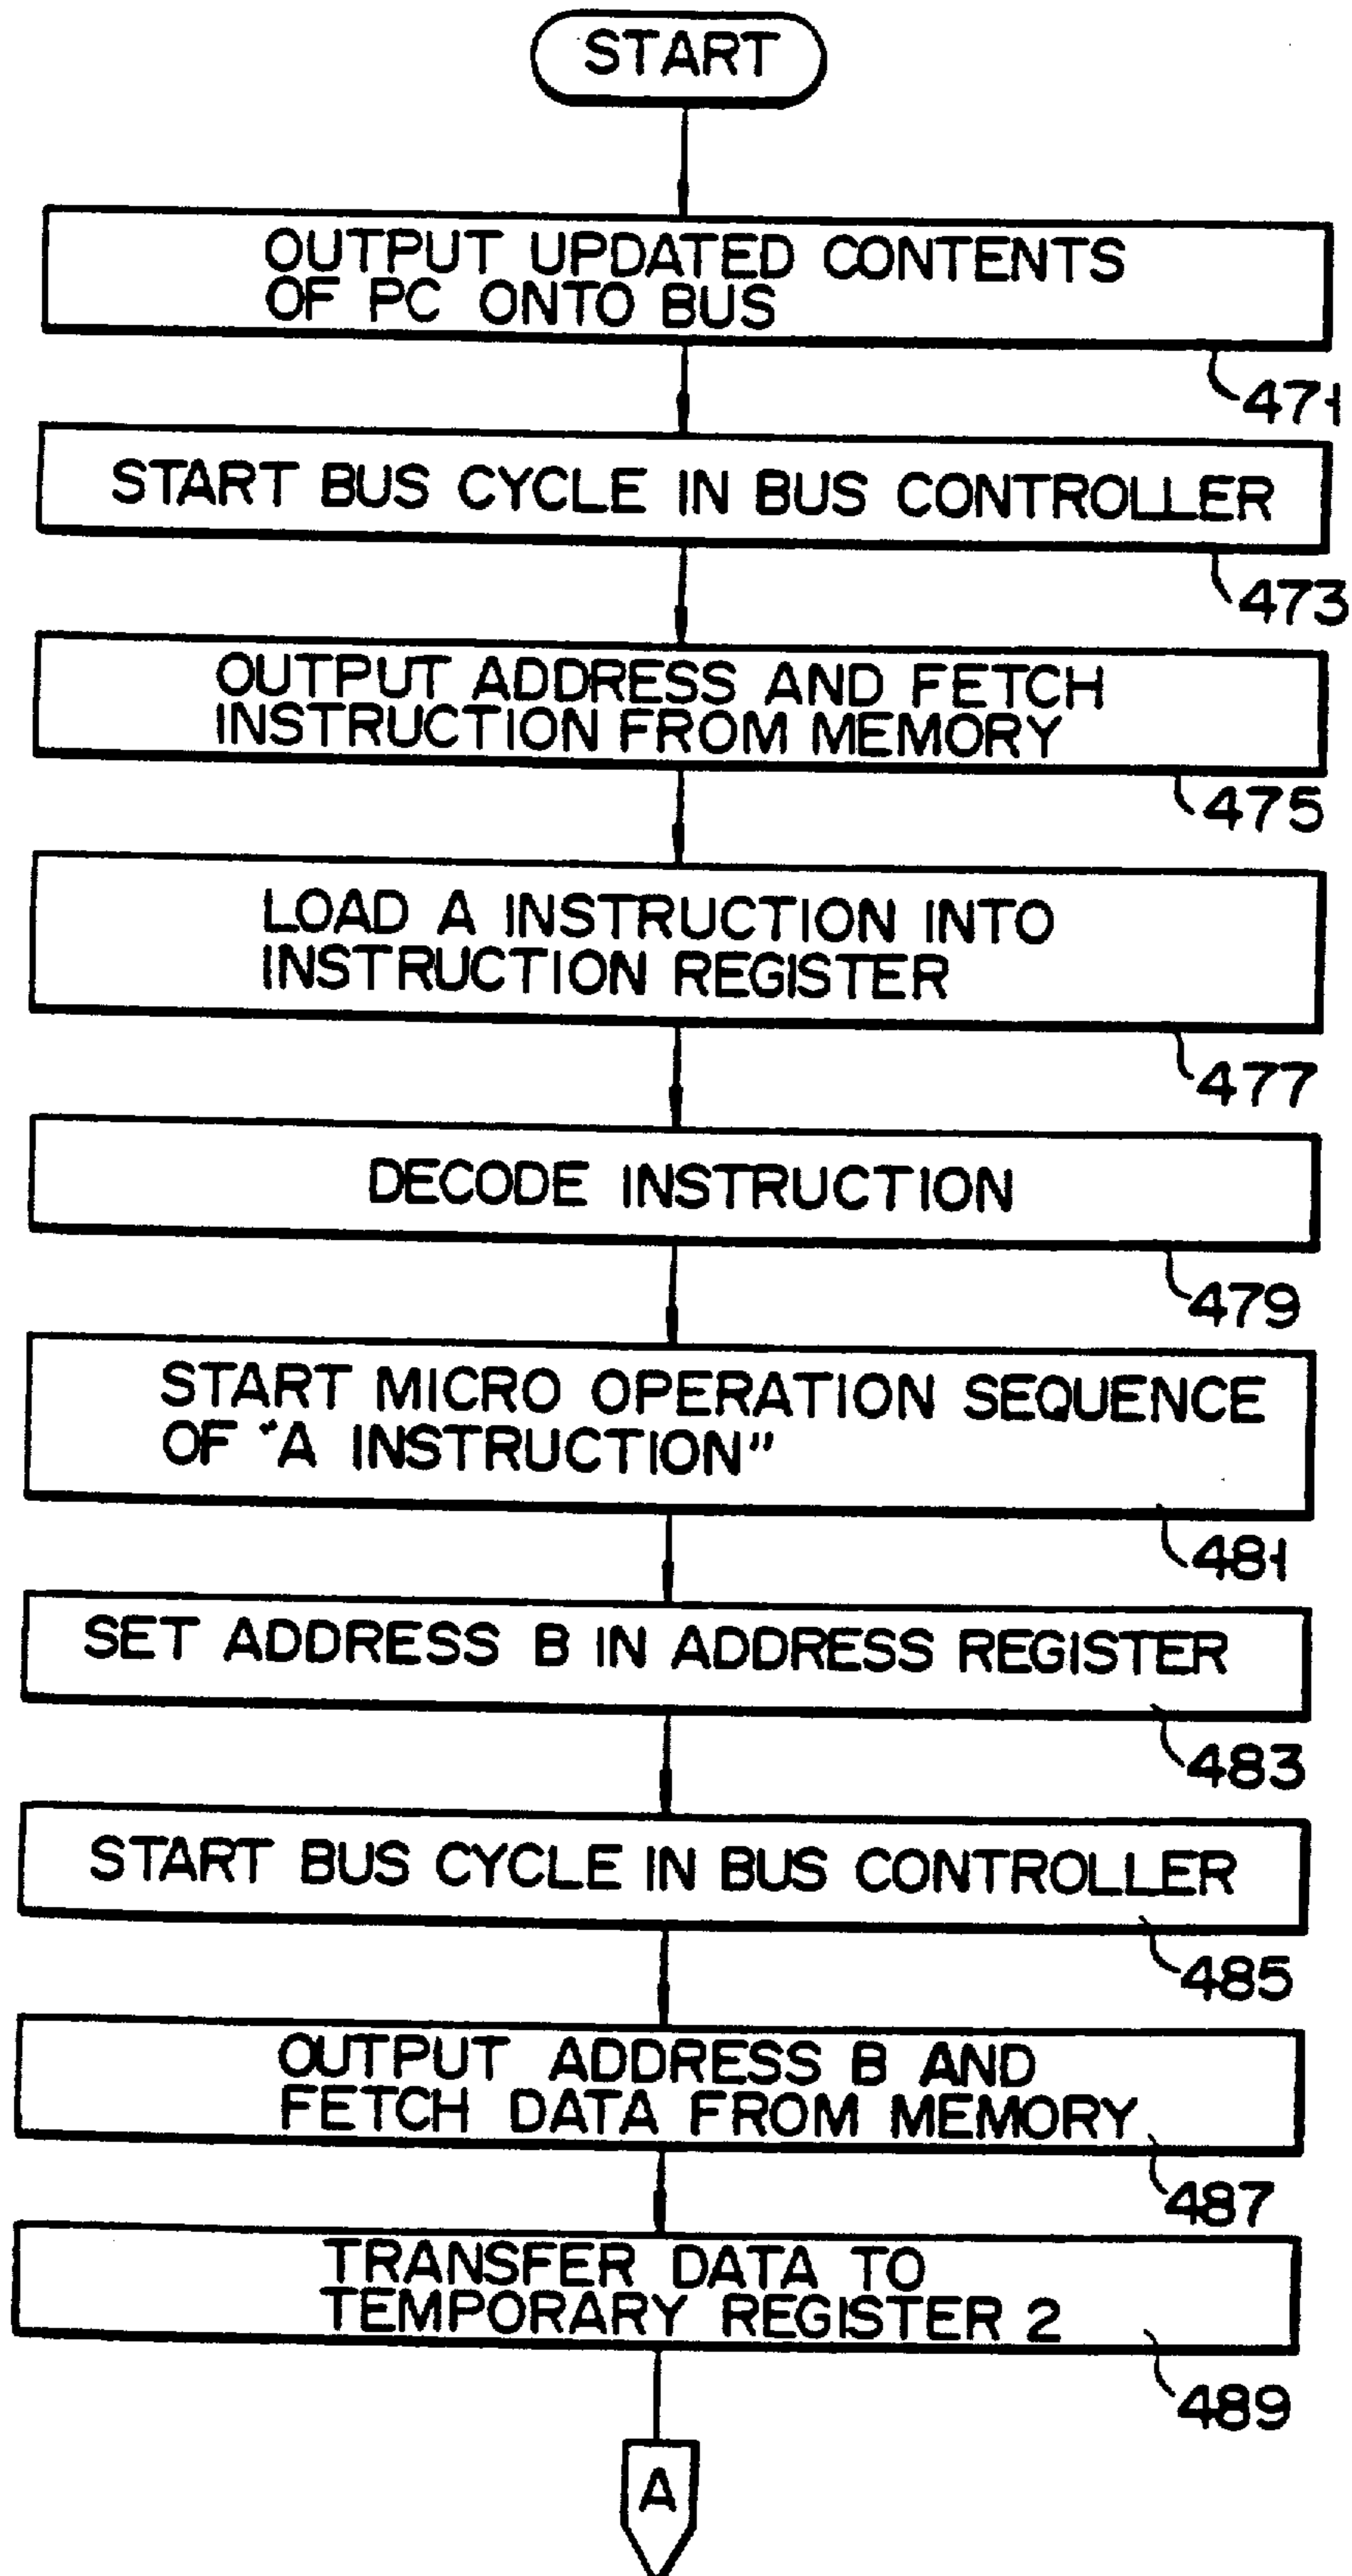 START
OUTPUT UPDATED CONTENTS
OF PC ONTO BUS
471
START BUS CYCLE IN BUS CONTROLLER
473
OUTPUT ADDRESS AND FETCH
INSTRUCTION FROM MEMORY
475
LOAD A INSTRUCTION INTO
INSTRUCTION REGISTER
477
DECODE INSTRUCTION
479
START MICRO OPERATION SEQUENCE
OF "A INSTRUCTION"
481
SET ADDRESS B IN ADDRESS REGISTER
483
START BUS CYCLE IN BUS CONTROLLER
485
OUTPUT ADDRESS B AND
FETCH DATA FROM MEMORY
487
TRANSFER DATA TO
TEMPORARY REGISTER 2
489
A